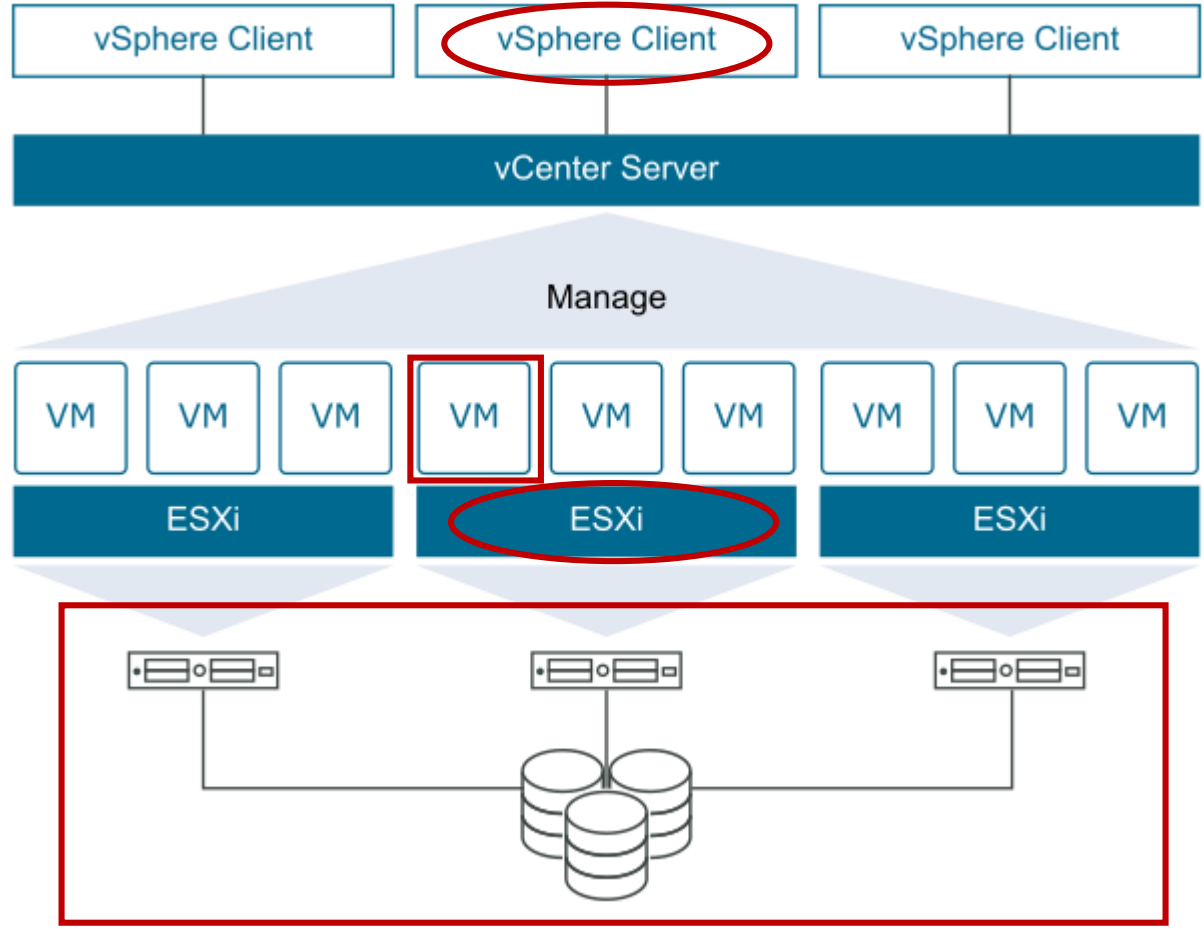 vSphere Client
vSphere Client
vSphere Client
vCenter Server
Manage
VM
VM
VM
VM
VM
VM
VM
VM
VM
ESXi
ESXi
ESXi